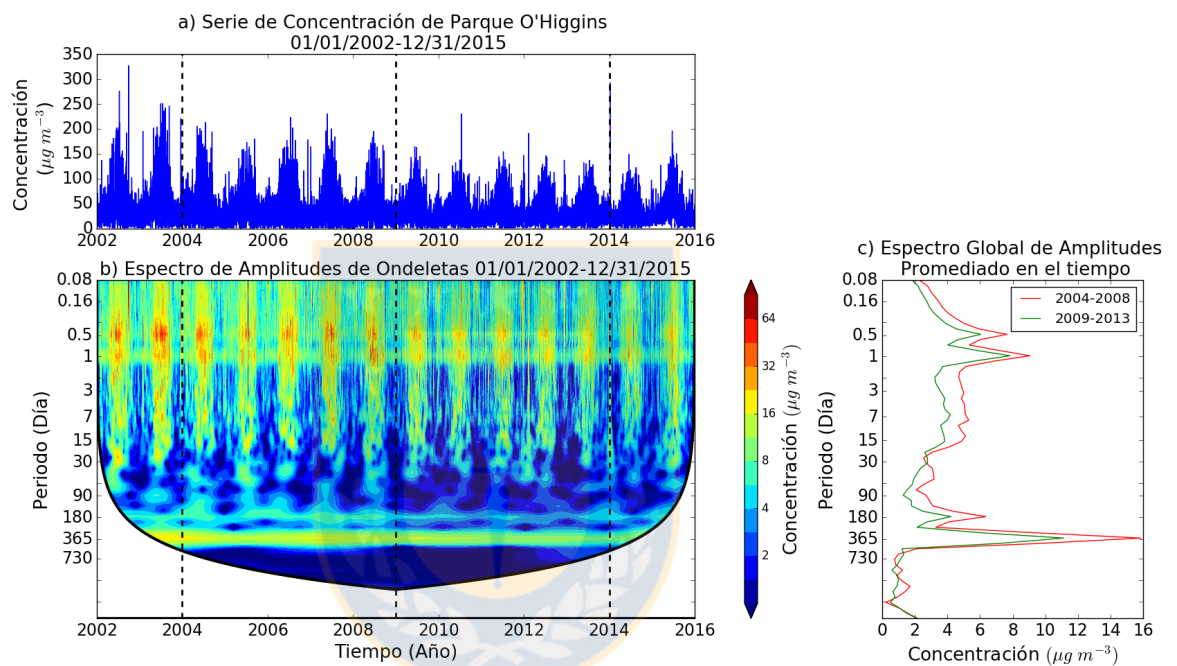 a) Serie de Concentración de Parque O'Higgins
01/01/2002-12/31/2015
350
300
250
200
150
100
50
0
Concentración
(μg m⁻³)
2002 2004 2006 2008 2010 2012 2014 2016
b) Espectro de Amplitudes de Ondeletas 01/01/2002-12/31/2015
0.08
0.16
0.5
1
3
7
15
30
90
180
365
730
Periodo (Día)
2002 2004 2006 2008 2010 2012 2014 2016
Tiempo (Año)
64
32
16
8
4
2
Concentración (μg m⁻³)
c) Espectro Global de Amplitudes
Promediado en el tiempo
2004-2008
2009-2013
0.08
0.16
0.5
1
3
7
15
30
90
180
365
730
Periodo (Día)
0 2 4 6 8 10 12 14 16
Concentración (μg m⁻³)